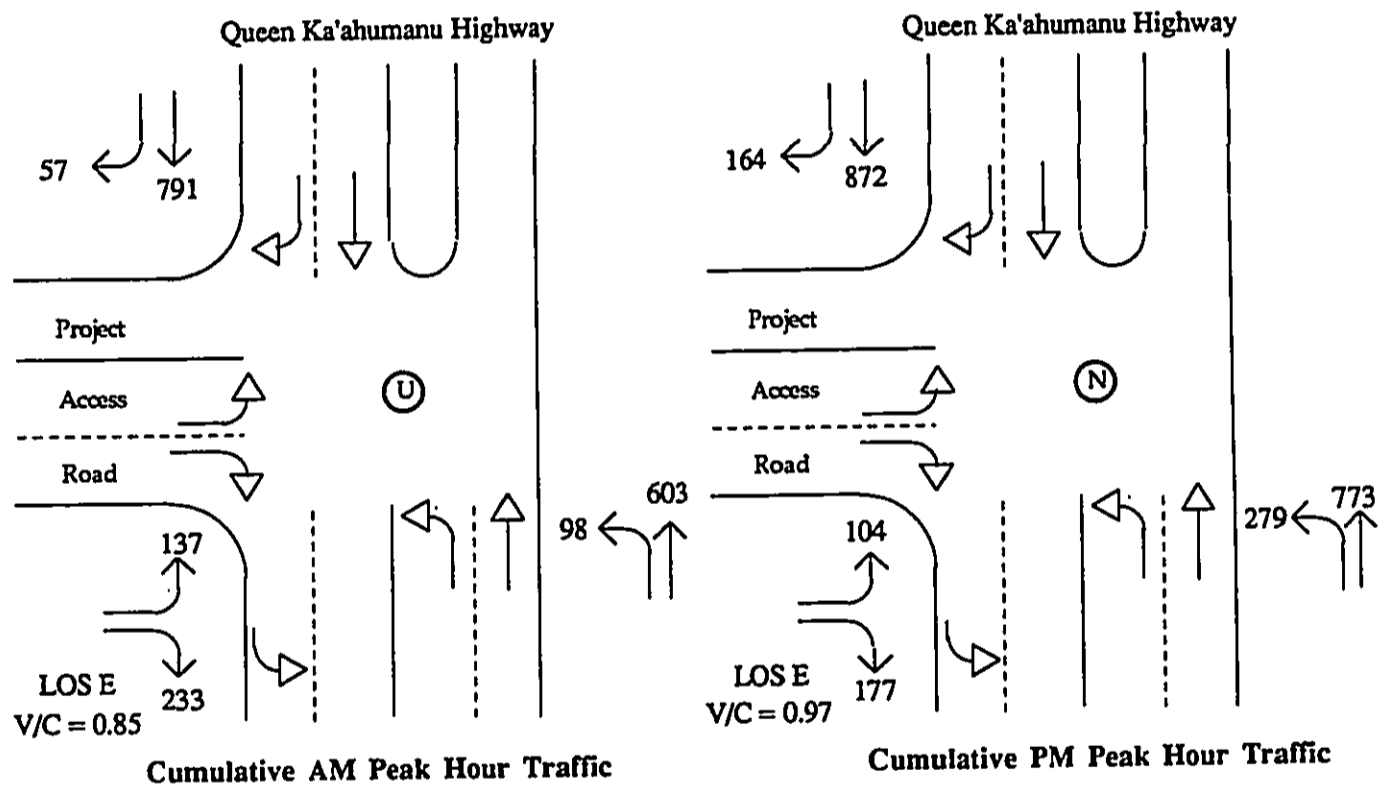 Queen Ka'ahumanu Highway
57
791
Project
Access
U
Road
603
98
137
233
LOS E
V/C = 0.85
Cumulative AM Peak Hour Traffic
Queen Ka'ahumanu Highway
164
872
Project
Access
N
Road
773
279
104
177
LOS E
V/C = 0.97
Cumulative PM Peak Hour Traffic